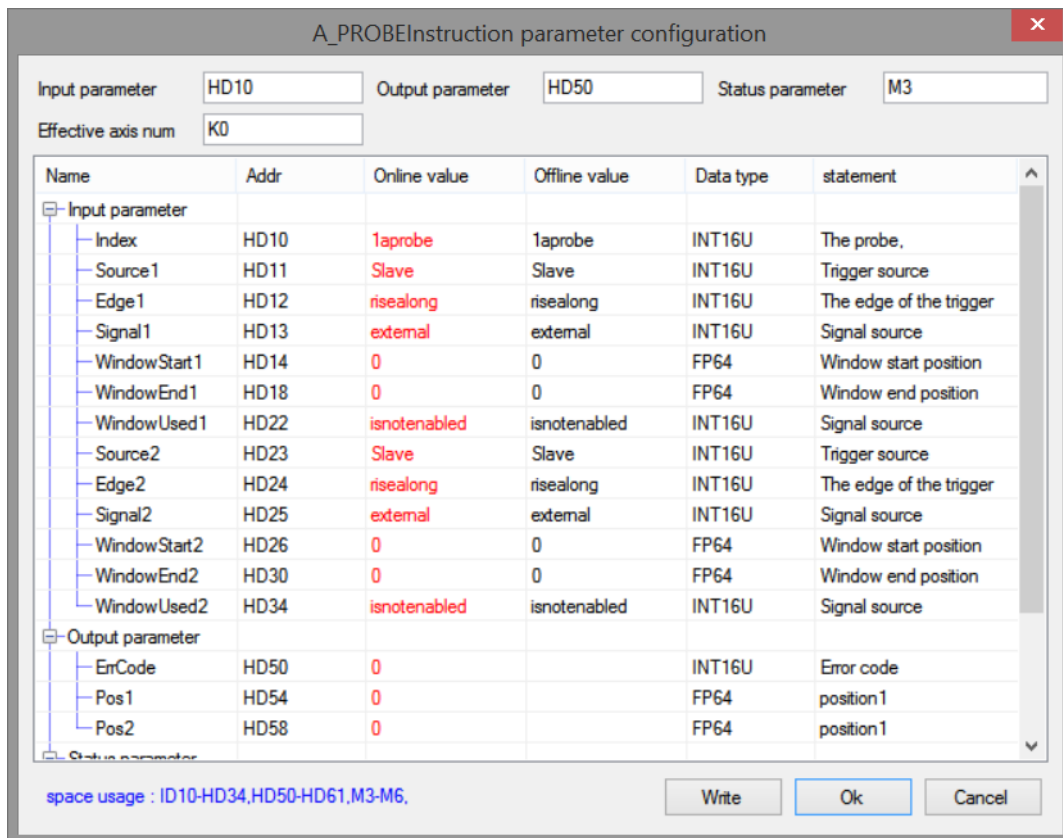 A_PROBEInstruction parameter configuration
Input parameter HD10 Output parameter HD50 Status parameter M3
Effective axis num K0
Name Addr Online value Offline value Data type statement
Input parameter
Index HD10 1aprobe 1aprobe INT16U The probe,
Source1 HD11 Slave Slave INT16U Trigger source
Edge1 HD12 risealong risealong INT16U The edge of the trigger
Signal1 HD13 external external INT16U Signal source
WindowStart1 HD14 0 0 FP64 Window start position
WindowEnd1 HD18 0 0 FP64 Window end position
WindowUsed1 HD22 isnotenabled isnotenabled INT16U Signal source
Source2 HD23 Slave Slave INT16U Trigger source
Edge2 HD24 risealong risealong INT16U The edge of the trigger
Signal2 HD25 external external INT16U Signal source
WindowStart2 HD26 0 0 FP64 Window start position
WindowEnd2 HD30 0 0 FP64 Window end position
WindowUsed2 HD34 isnotenabled isnotenabled INT16U Signal source
Output parameter
ErrCode HD50 0 INT16U Error code
Pos1 HD54 0 FP64 position1
Pos2 HD58 0 FP64 position1
Status parameter
space usage : ID10-HD34,HD50-HD61,M3-M6, Write Ok Cancel